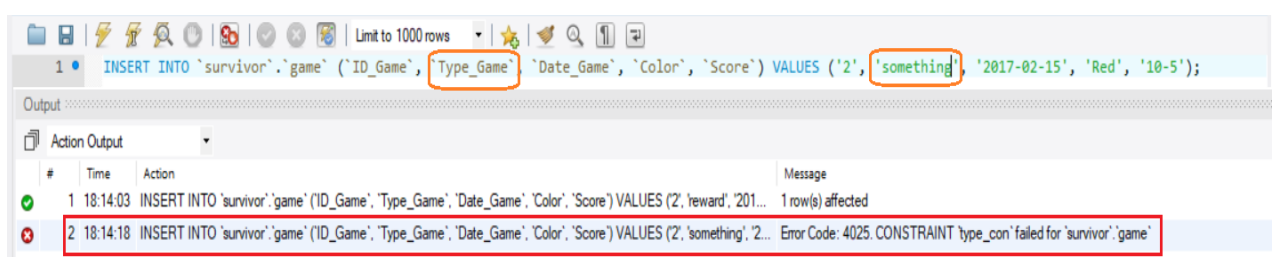 Limit to 1000 rows
1 INSERT INTO `survivor`.`game` (`ID_Game`, `Type_Game`, `Date_Game`, `Color`, `Score`) VALUES ('2', 'something', '2017-02-15', 'Red', '10-5');
Output
Action Output
# Time Action Message
1 18:14:03 INSERT INTO `survivor`.`game` (`ID_Game`, `Type_Game`, `Date_Game`, `Color`, `Score`) VALUES ('2', 'reward', '201... 1 row(s) affected
2 18:14:18 INSERT INTO `survivor`.`game` (`ID_Game`, `Type_Game`, `Date_Game`, `Color`, `Score`) VALUES ('2', 'something', '2... Error Code: 4025. CONSTRAINT `type_con` failed for `survivor`.`game`